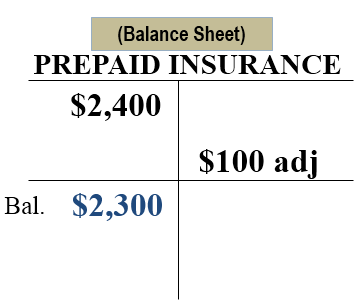 (Balance Sheet)
PREPAID INSURANCE
$2,400
$100 adj
Bal. $2,300